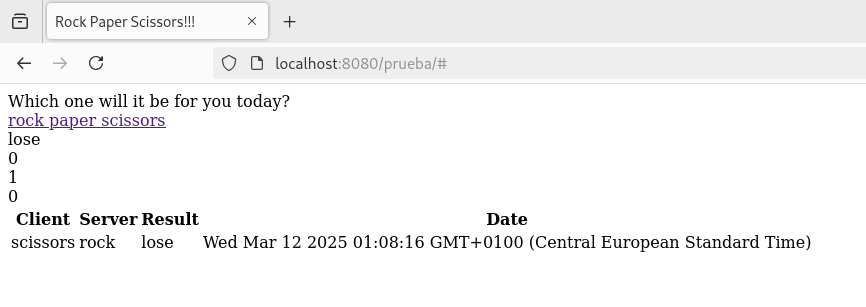 Rock Paper Scissors!!!
localhost:8080/prueba/#
Which one will it be for you today?
rock paper scissors
lose
0
1
0
Client Server Result Date
scissors rock lose Wed Mar 12 2025 01:08:16 GMT+0100 (Central European Standard Time)